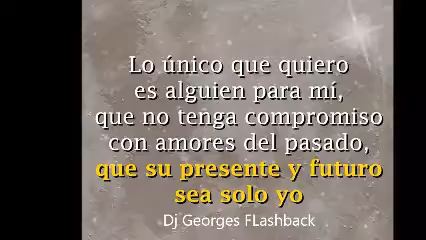 Lo único que quiero
es alguien para mí,
que no tenga compromiso
con amores del pasado,
que su presente y futuro
sea solo yo
Dj Georges FLashback